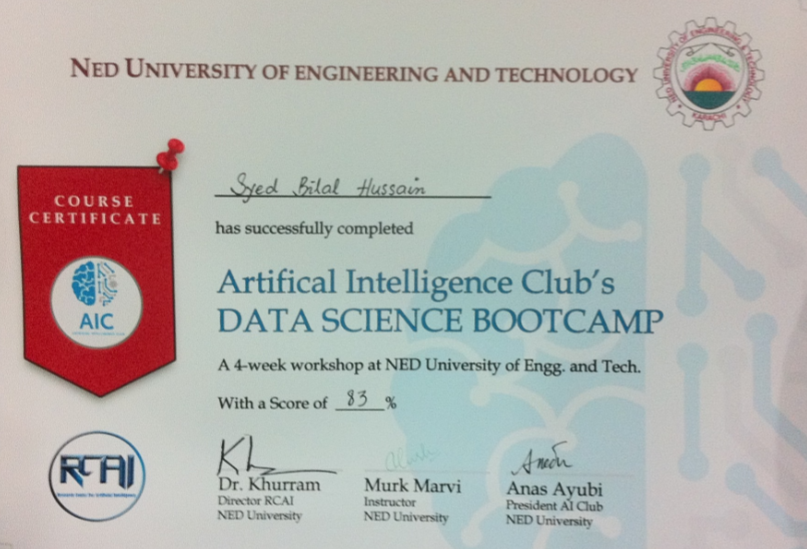 NED UNIVERSITY OF ENGINEERING AND TECHNOLOGY
NED UNIVERSITY OF ENGINEERING & TECHNOLOGY
KARACHI
COURSE
CERTIFICATE
AIC
Syed Bilal Hussain
has successfully completed
Artifical Intelligence Club's
DATA SCIENCE BOOTCAMP
A 4-week workshop at NED University of Engg. and Tech.
With a Score of 83 %
RCAI
Dr. Khurram
Director RCAI
NED University
Murk Marvi
Instructor
NED University
Anas Ayubi
President AI Club
NED University